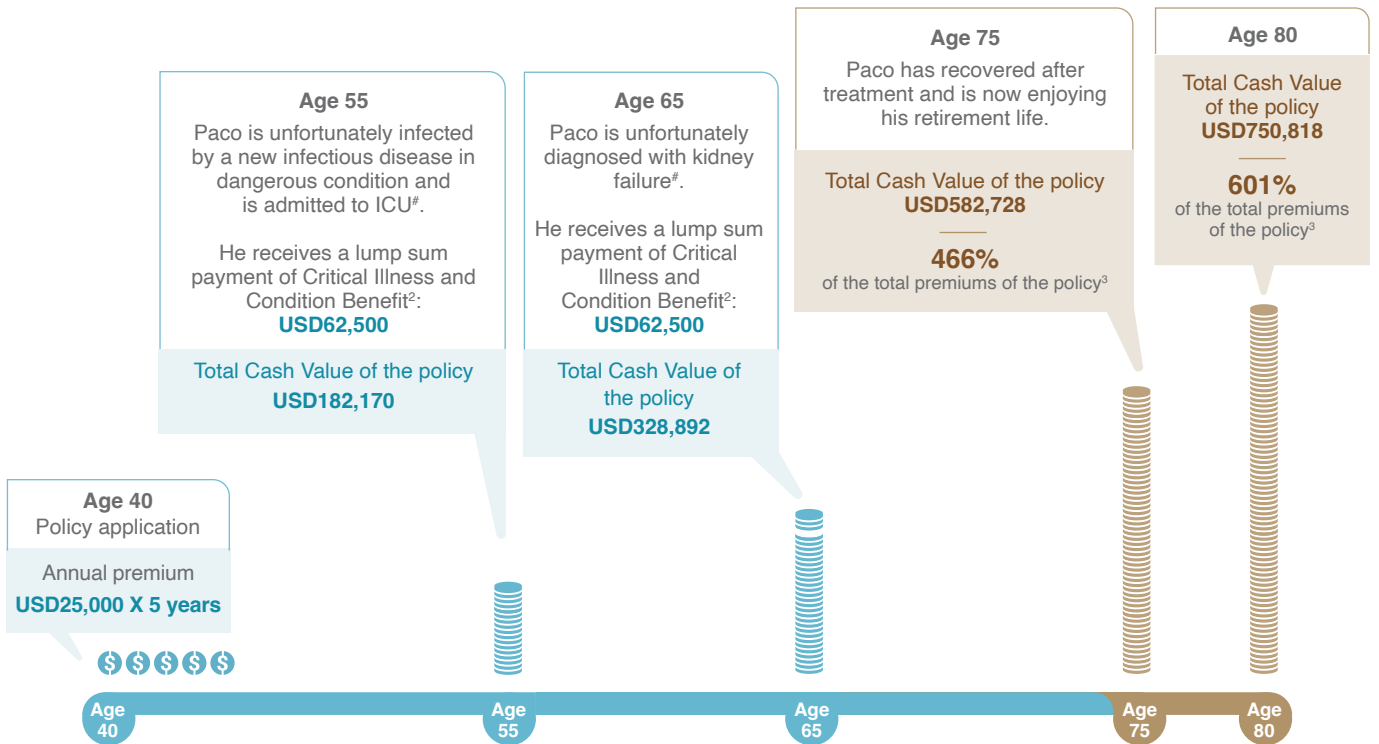 Age 40
Policy application
Annual premium
USD25,000 X 5 years
$ $ $ $ $
Age 55
Paco is unfortunately infected
by a new infectious disease in
dangerous condition and
is admitted to ICU#.
He receives a lump sum
payment of Critical Illness and
Condition Benefit2:
USD62,500
Total Cash Value of the policy
USD182,170
Age 65
Paco is unfortunately
diagnosed with kidney
failure#.
He receives a lump sum
payment of Critical
Illness and
Condition Benefit2:
USD62,500
Total Cash Value of
the policy
USD328,892
Age 75
Paco has recovered after
treatment and is now enjoying
his retirement life.
Total Cash Value of the policy
USD582,728
466%
of the total premiums of the policy3
Age 80
Total Cash Value
of the policy
USD750,818
601%
of the total premiums
of the policy3
Age
40
Age
55
Age
65
Age
75
Age
80